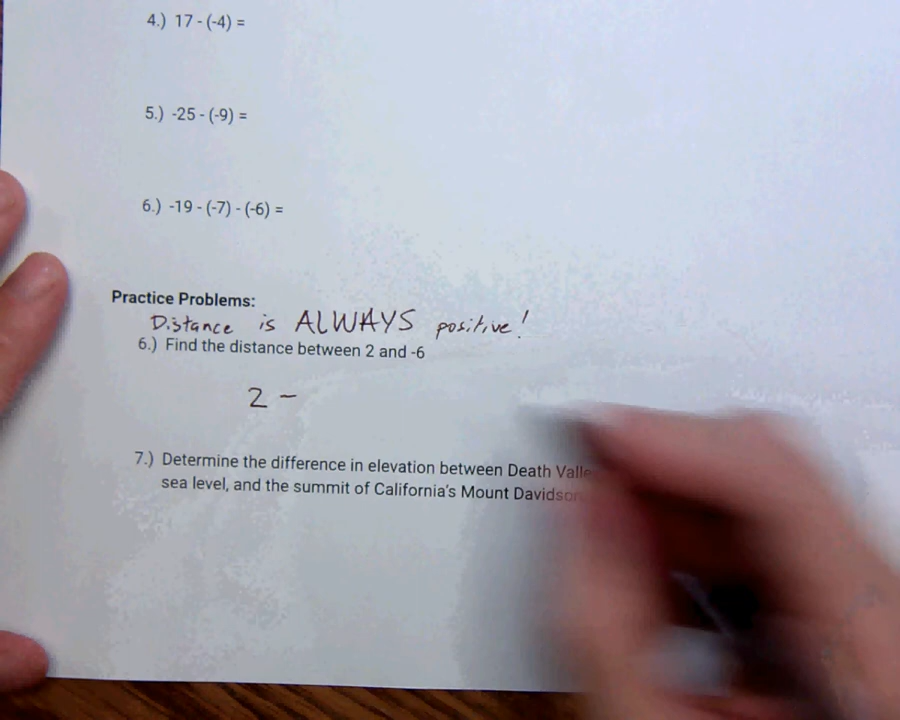 4.) 17 - (-4) =
5.) -25 - (-9) =
6.) -19 - (-7) - (-6) =
Practice Problems:
Distance is ALWAYS positive!
6.) Find the distance between 2 and -6
2 -
7.) Determine the difference in elevation between Death
sea level, and the summit of California's Mount Davidson